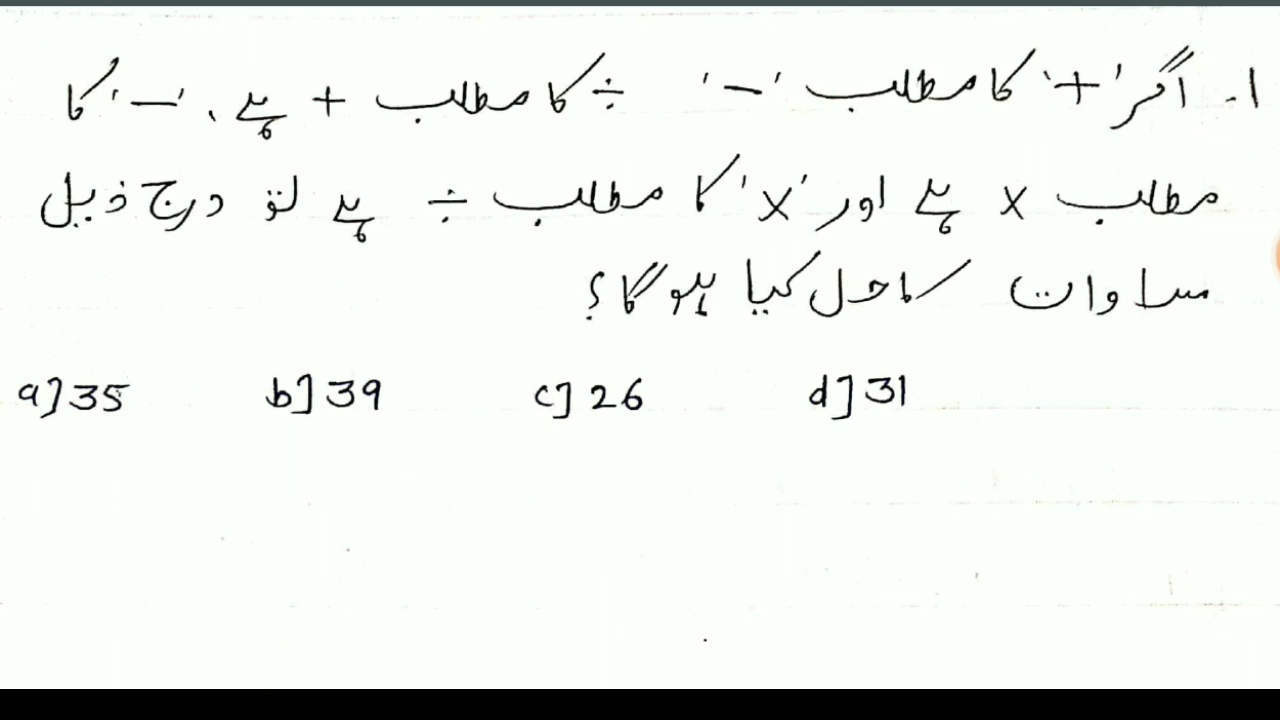 1۔ اگر '+' کا مطلب '−' ÷ کا مطلب + ہے، '−' کا
مطلب × ہے اور '×' کا مطلب ÷ ہے تو درج ذیل
مساوات کا حل کیا ہوگا؟
a] 35 b] 39 c] 26 d] 31